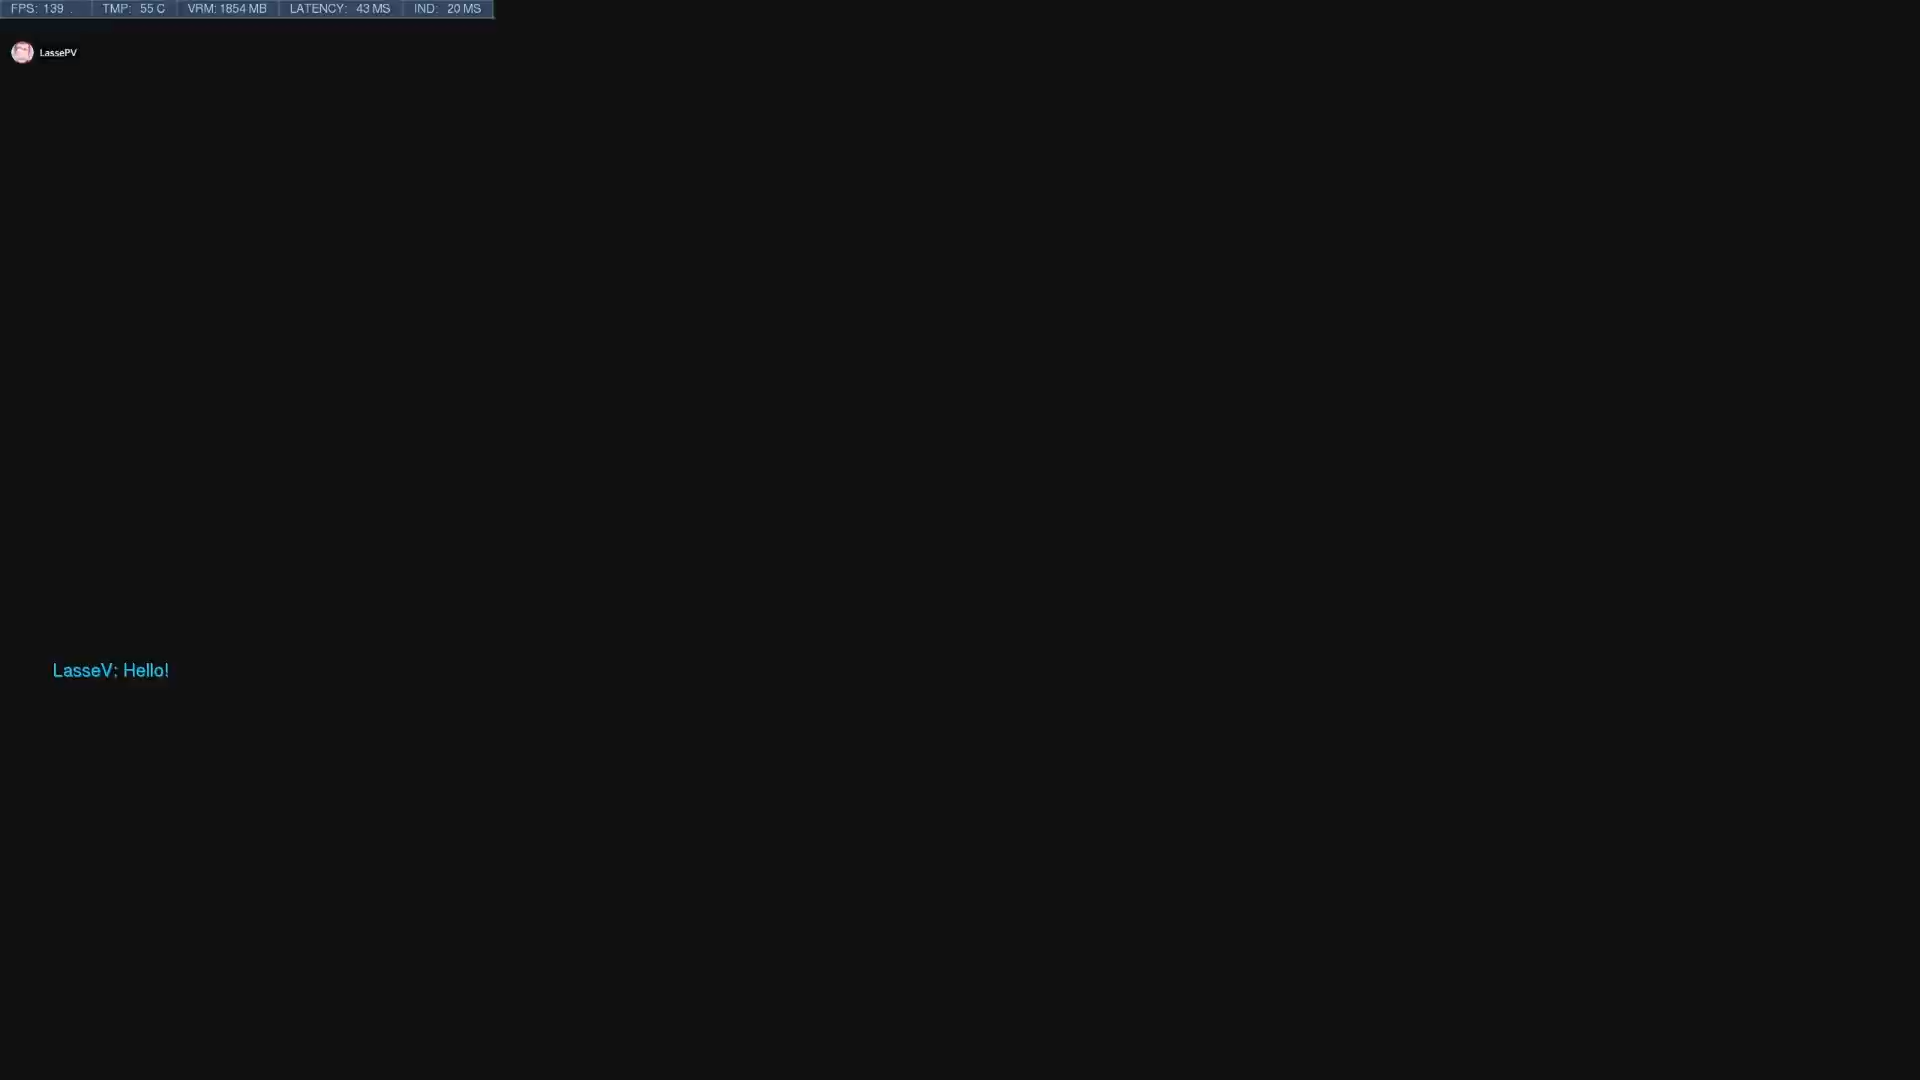 FPS: 139 TMP: 55 C VRM: 1854 MB LATENCY: 43 MS IND: 20 MS
LassePV
LasseV: Hello!